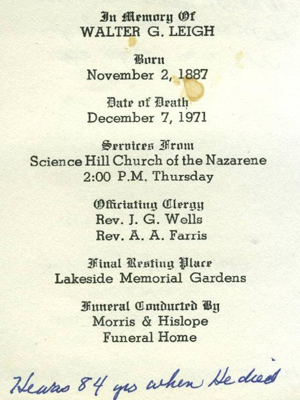 In Memory Of
WALTER G. LEIGH
Born
November 2, 1887
Date of Death
December 7, 1971
Services From
Science Hill Church of the Nazarene
2:00 P.M. Thursday
Officiating Clergy
Rev. J. G. Wells
Rev. A. A. Farris
Final Resting Place
Lakeside Memorial Gardens
Funeral Conducted By
Morris & Hislope
Funeral Home
He was 84 yrs when He died